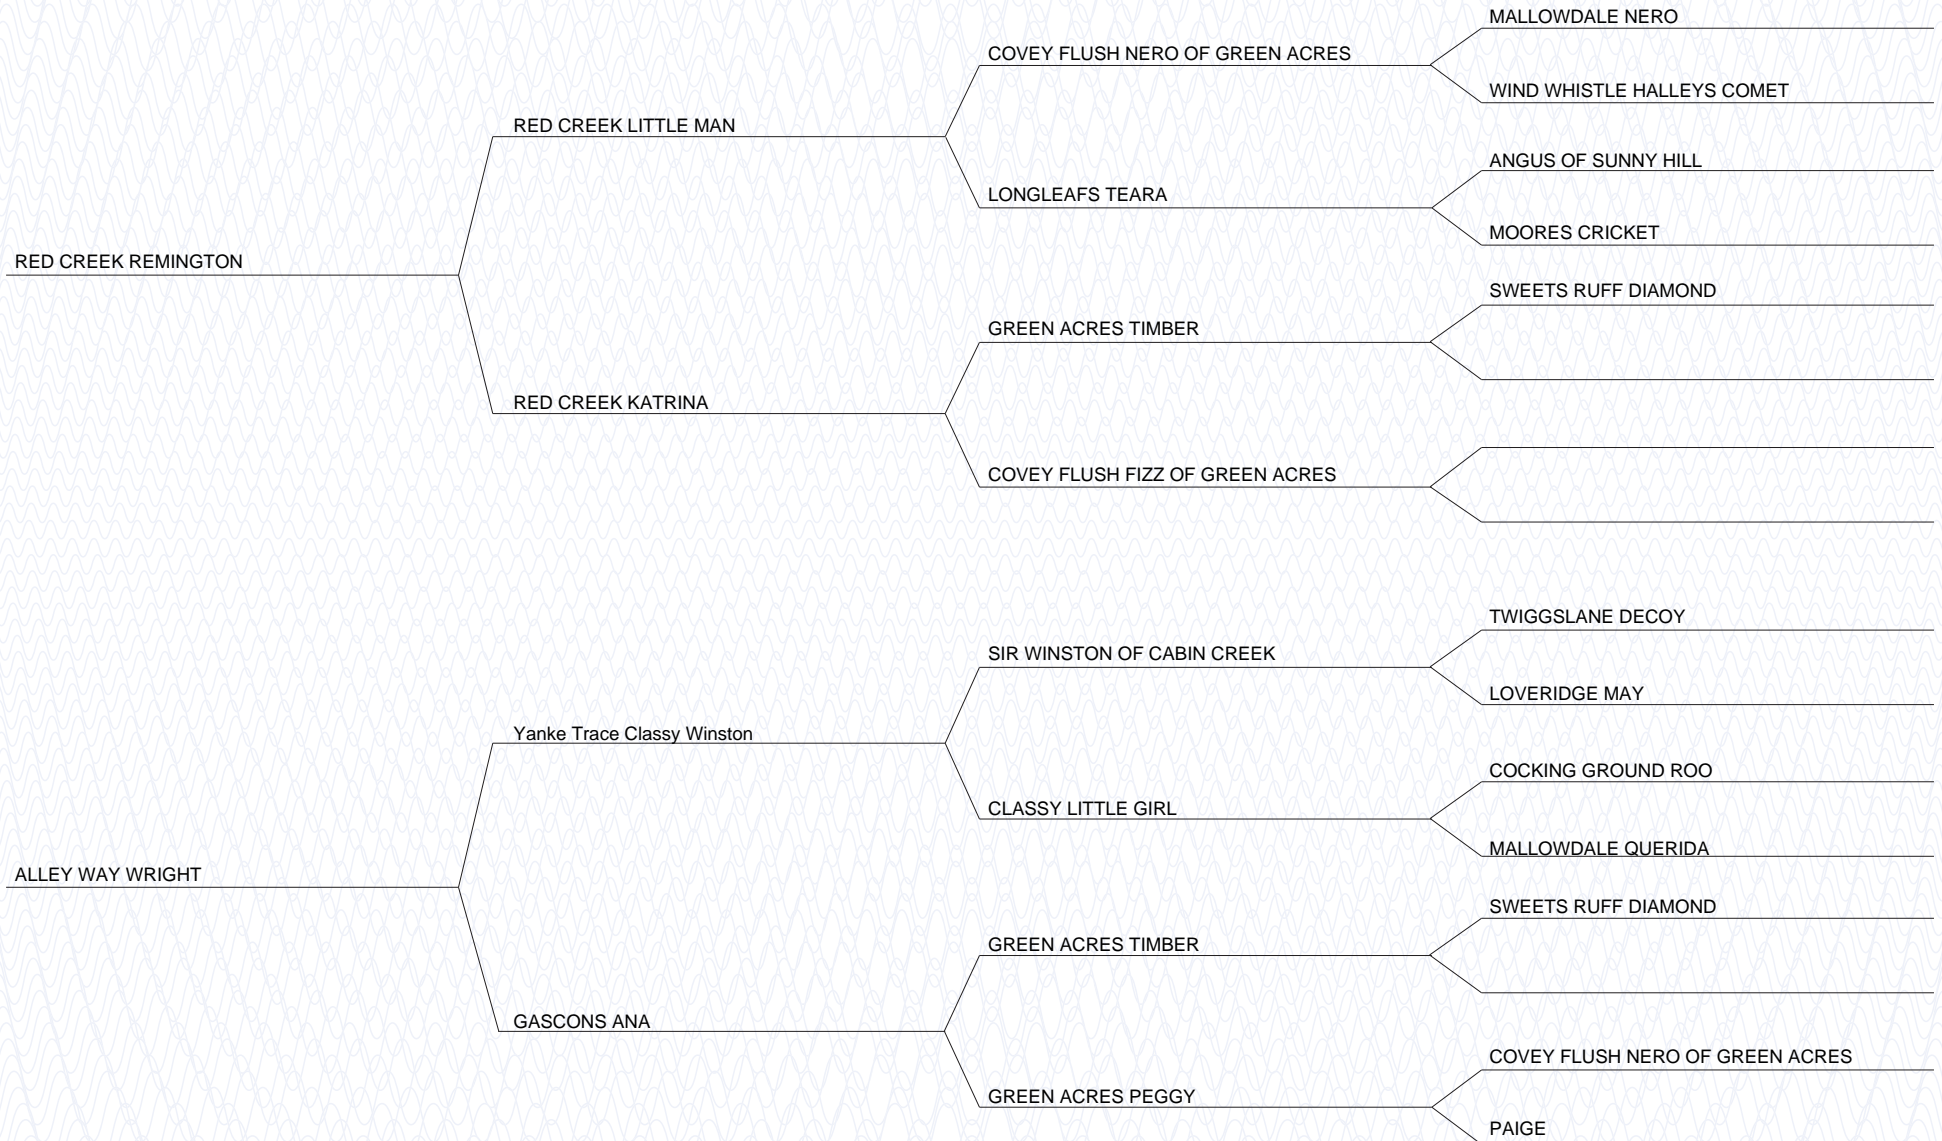 MALLOWDALE NERO
COVEY FLUSH NERO OF GREEN ACRES
WIND WHISTLE HALLEYS COMET
RED CREEK LITTLE MAN
ANGUS OF SUNNY HILL
LONGLEAFS TEARA
MOORES CRICKET
RED CREEK REMINGTON
SWEETS RUFF DIAMOND
GREEN ACRES TIMBER
RED CREEK KATRINA
COVEY FLUSH FIZZ OF GREEN ACRES
TWIGGSLANE DECOY
SIR WINSTON OF CABIN CREEK
LOVERIDGE MAY
Yanke Trace Classy Winston
COCKING GROUND ROO
CLASSY LITTLE GIRL
MALLOWDALE QUERIDA
ALLEY WAY WRIGHT
SWEETS RUFF DIAMOND
GREEN ACRES TIMBER
GASCONS ANA
COVEY FLUSH NERO OF GREEN ACRES
GREEN ACRES PEGGY
PAIGE